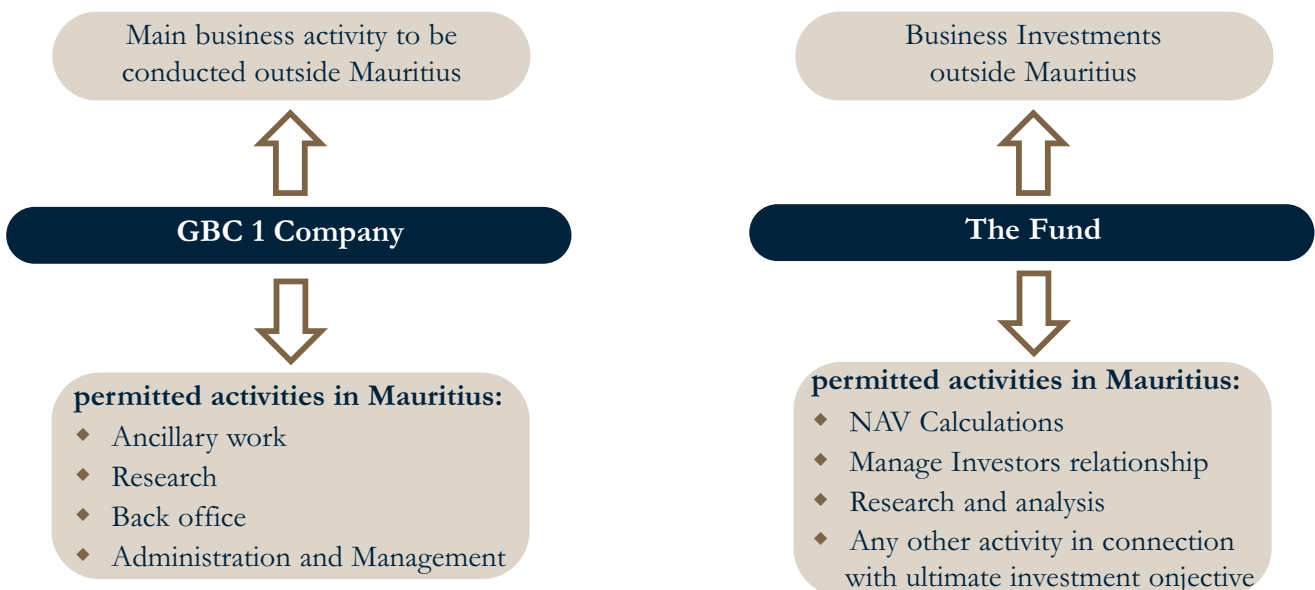 Main business activity to be
conducted outside Mauritius
GBC 1 Company
permitted activities in Mauritius:
◆ Ancillary work
◆ Research
◆ Back office
◆ Administration and Management
Business Investments
outside Mauritius
The Fund
permitted activities in Mauritius:
◆ NAV Calculations
◆ Manage Investors relationship
◆ Research and analysis
◆ Any other activity in connection
with ultimate investment onjective